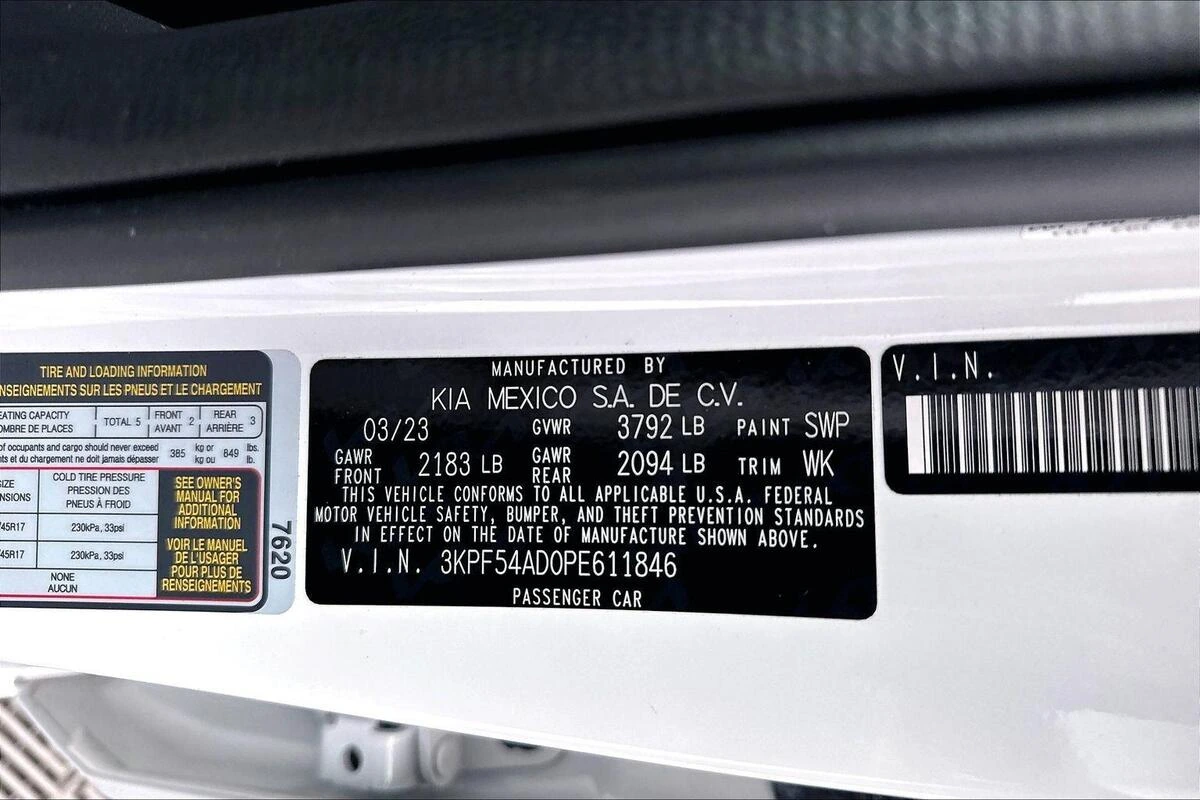 TIRE AND LOADING INFORMATION
RENSEIGNEMENTS SUR LES PNEUS ET LE CHARGEMENT
CAPACITY
TOTAL 5
FRONT
AVANT
2
REAR
ARRIÈRE
3
DE PLACES
of occupants and cargo should never exceed
et du chargement ne doit jamais dépasser
385
kg or
kg ou
849
lbs.
lb.
COLD TIRE PRESSURE
PRESSION DES
PNEUS À FROID
45R17
230kPa, 33psi
45R17
230kPa, 33psi
NONE
AUCUN
SEE OWNER'S
MANUAL FOR
ADDITIONAL
INFORMATION
VOIR LE MANUEL
DE L'USAGER
POUR PLUS DE
RENSEIGNEMENTS
7620
MANUFACTURED BY
KIA MEXICO S.A. DE C.V.
03/23 GVWR 3792 LB PAINT SWP
GAWR FRONT 2183 LB GAWR REAR 2094 LB TRIM WK
THIS VEHICLE CONFORMS TO ALL APPLICABLE U.S.A. FEDERAL
MOTOR VEHICLE SAFETY, BUMPER, AND THEFT PREVENTION STANDARDS
IN EFFECT ON THE DATE OF MANUFACTURE SHOWN ABOVE.
V.I.N. 3KPF54AD0PE611846
PASSENGER CAR
V.I.N.